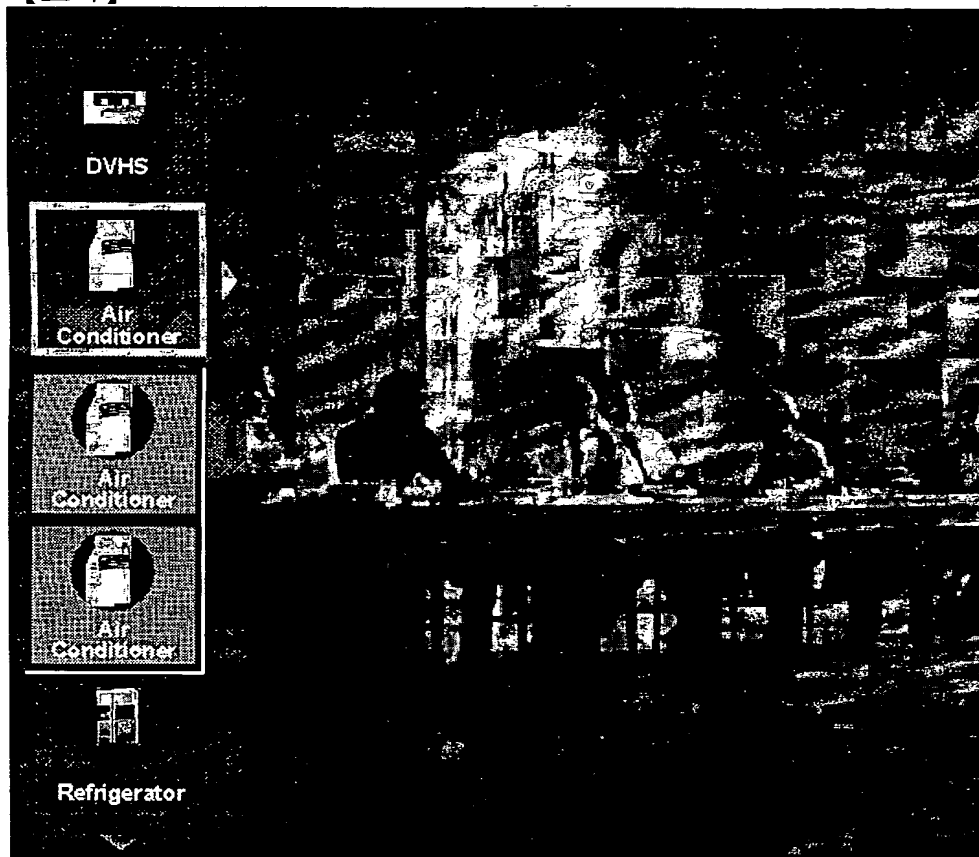 DVHS
Air
Conditioner
Air
Conditioner
Air
Conditioner
Refrigerator